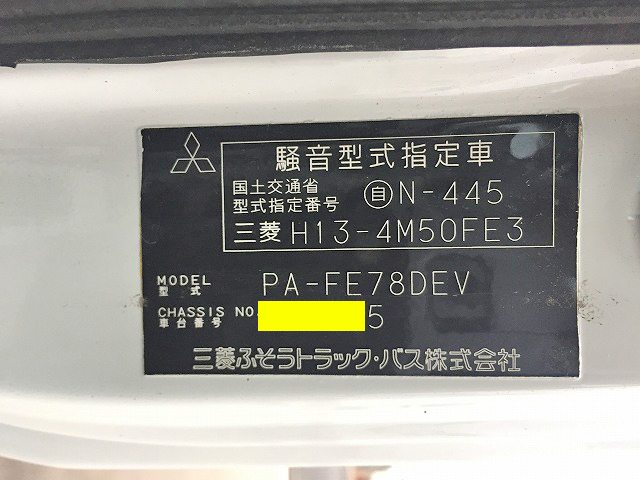 騒音型式指定車
国土交通省
型式指定番号
自N-445
三菱 H13-4M50FE3
MODEL
型式
PA-FE78DEV
CHASSIS NO.
車台番号
5
三菱ふそうトラック・バス株式会社